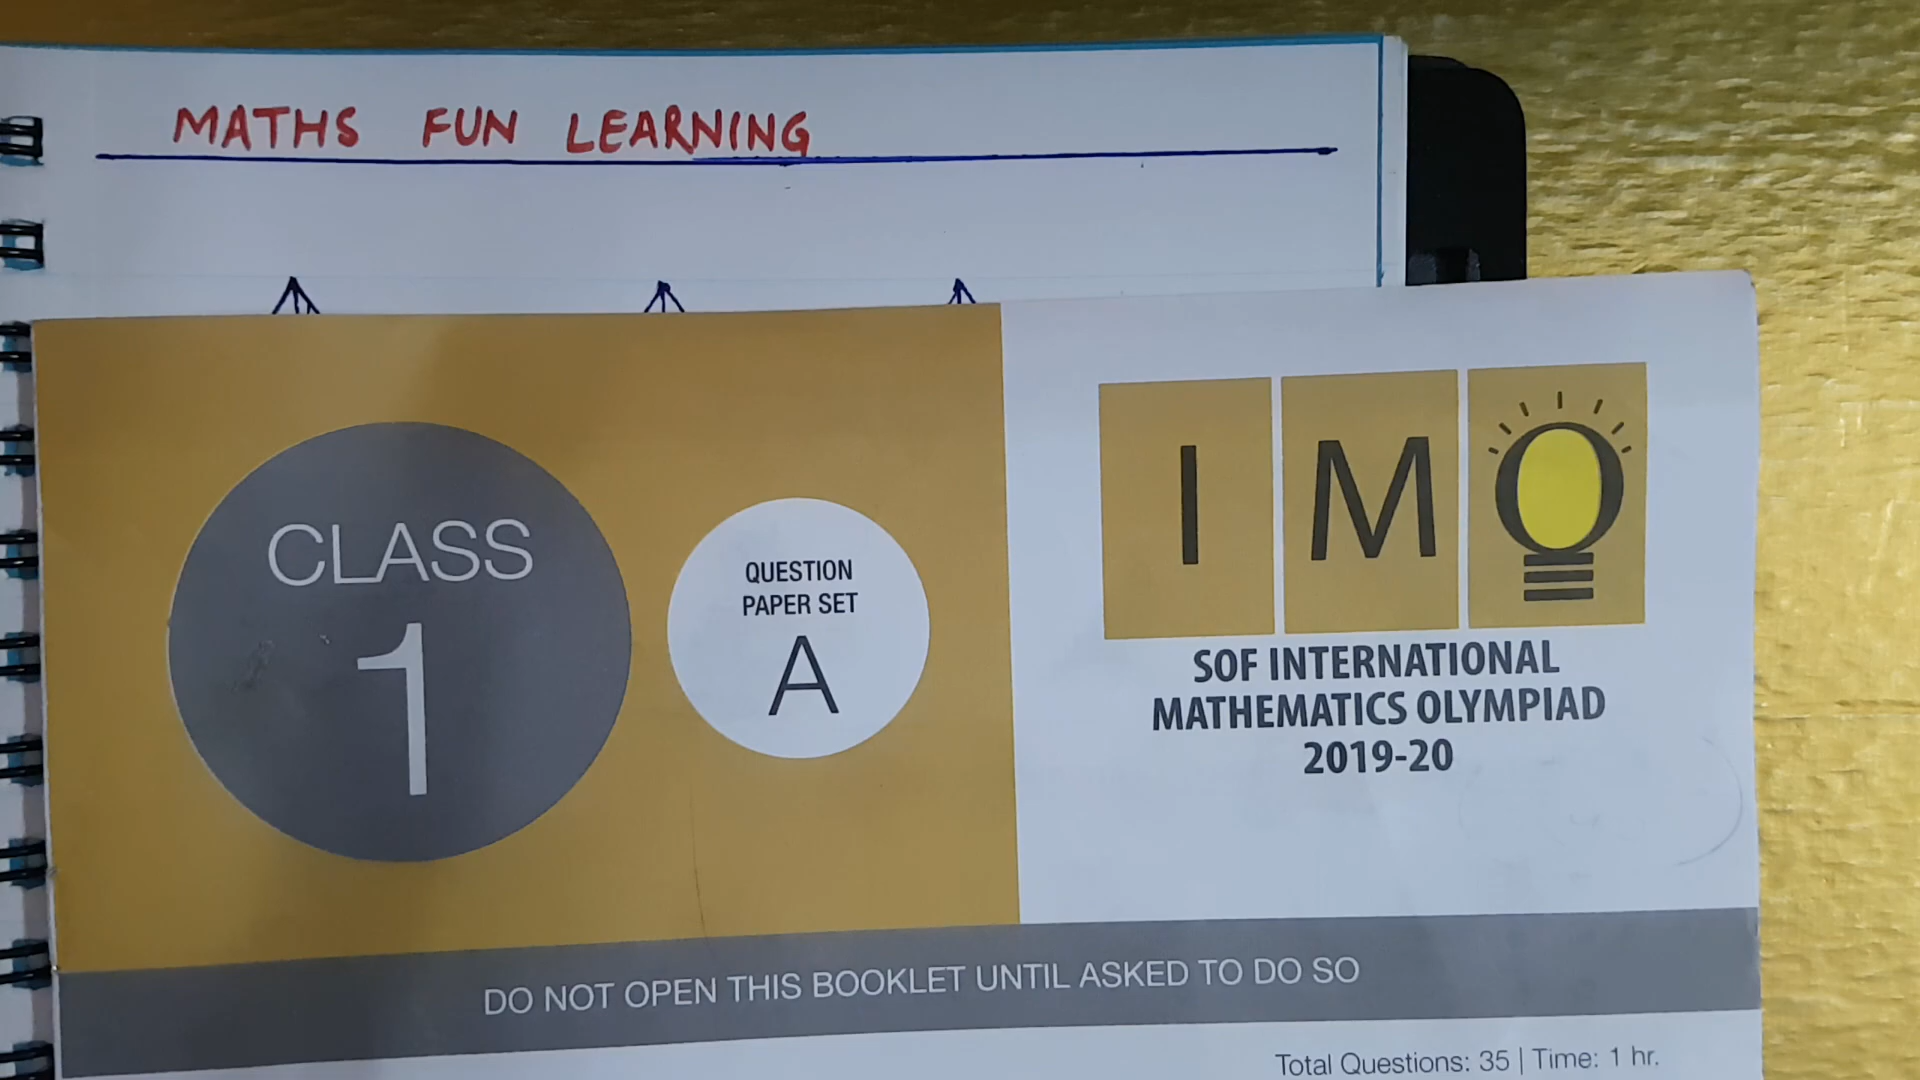 MATHS FUN LEARNING
CLASS
1
QUESTION
PAPER SET
A
I M O
SOF INTERNATIONAL
MATHEMATICS OLYMPIAD
2019-20
DO NOT OPEN THIS BOOKLET UNTIL ASKED TO DO SO
Total Questions: 35 | Time: 1 hr.